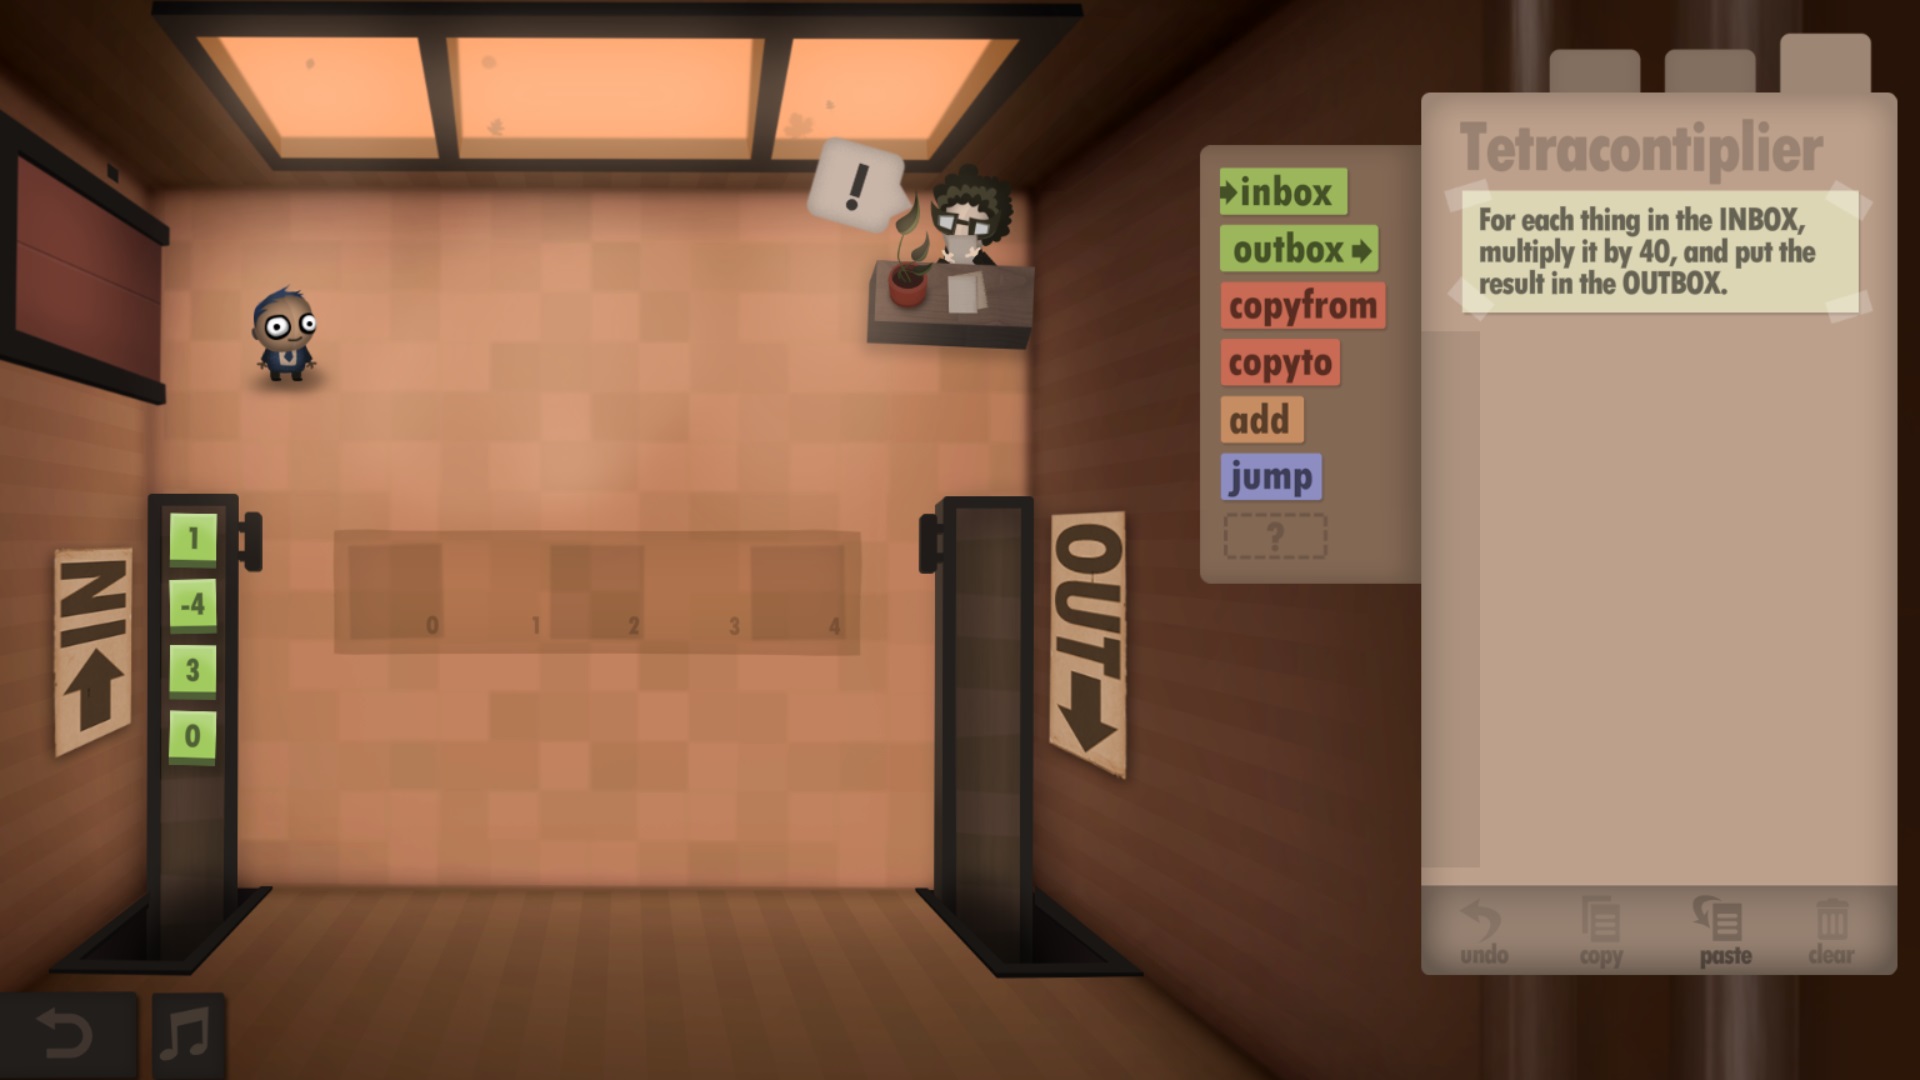 Tetracontiplier
For each thing in the INBOX,
multiply it by 40, and put the
result in the OUTBOX.
inbox
outbox
copyfrom
copyto
add
jump
?
!
IN
1
-4
3
0
0 1 2 3 4
OUT
undo copy paste clear